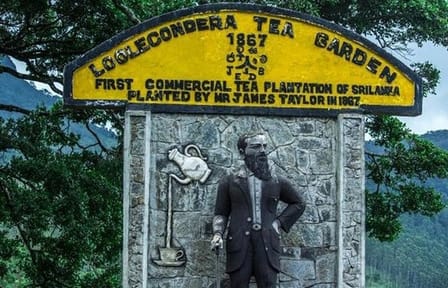 LOOLECONDERA TEA GARDEN
1867
FIRST COMMERCIAL TEA PLANTATION OF SRILANKA
PLANTED BY MR JAMES TAYLOR IN 1867